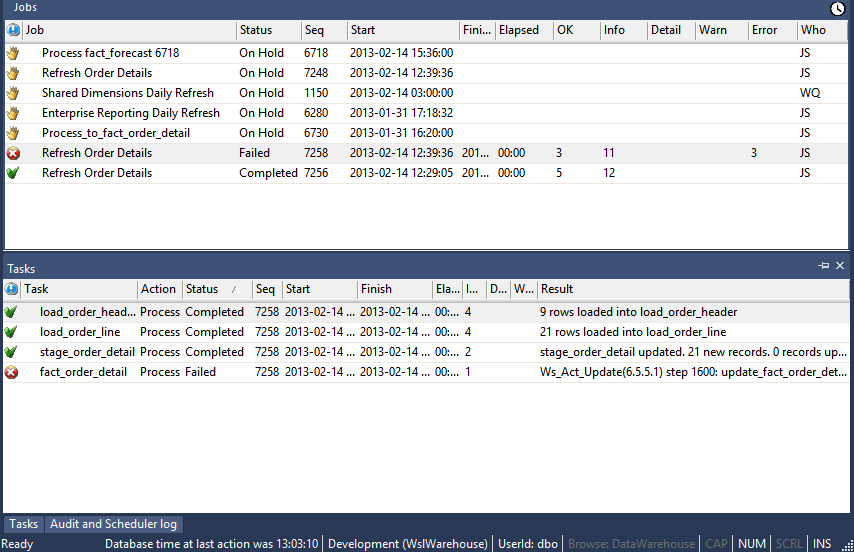 Jobs
Job Status Seq Start Fini... Elapsed OK Info Detail Warn Error Who
Process fact_forecast 6718 On Hold 6718 2013-02-14 15:36:00 JS
Refresh Order Details On Hold 7248 2013-02-14 12:39:36 JS
Shared Dimensions Daily Refresh On Hold 1150 2013-02-14 03:00:00 WQ
Enterprise Reporting Daily Refresh On Hold 6280 2013-01-31 17:18:32 JS
Process_to_fact_order_detail On Hold 6730 2013-01-31 16:20:00 JS
Refresh Order Details Failed 7258 2013-02-14 12:39:36 201... 00:00 3 11 3 JS
Refresh Order Details Completed 7256 2013-02-14 12:29:05 201... 00:00 5 12 JS
Tasks
Task Action Status Seq Start Finish Ela... I... D... W... Result
load_order_head... Process Completed 7258 2013-02-14 ... 2013-02-14 ... 00:... 4 9 rows loaded into load_order_header
load_order_line Process Completed 7258 2013-02-14 ... 2013-02-14 ... 00:... 4 21 rows loaded into load_order_line
stage_order_detail Process Completed 7258 2013-02-14 ... 2013-02-14 ... 00:... 2 stage_order_detail updated. 21 new records. 0 records up...
fact_order_detail Process Failed 7258 2013-02-14 ... 2013-02-14 ... 00:... 1 Ws_Act_Update(6.5.5.1) step 1600: update_fact_order_det...
Tasks Audit and Scheduler log
Ready Database time at last action was 13:03:10 Development (WslWarehouse) UserId: dbo Browse: DataWarehouse CAP NUM SCRL INS